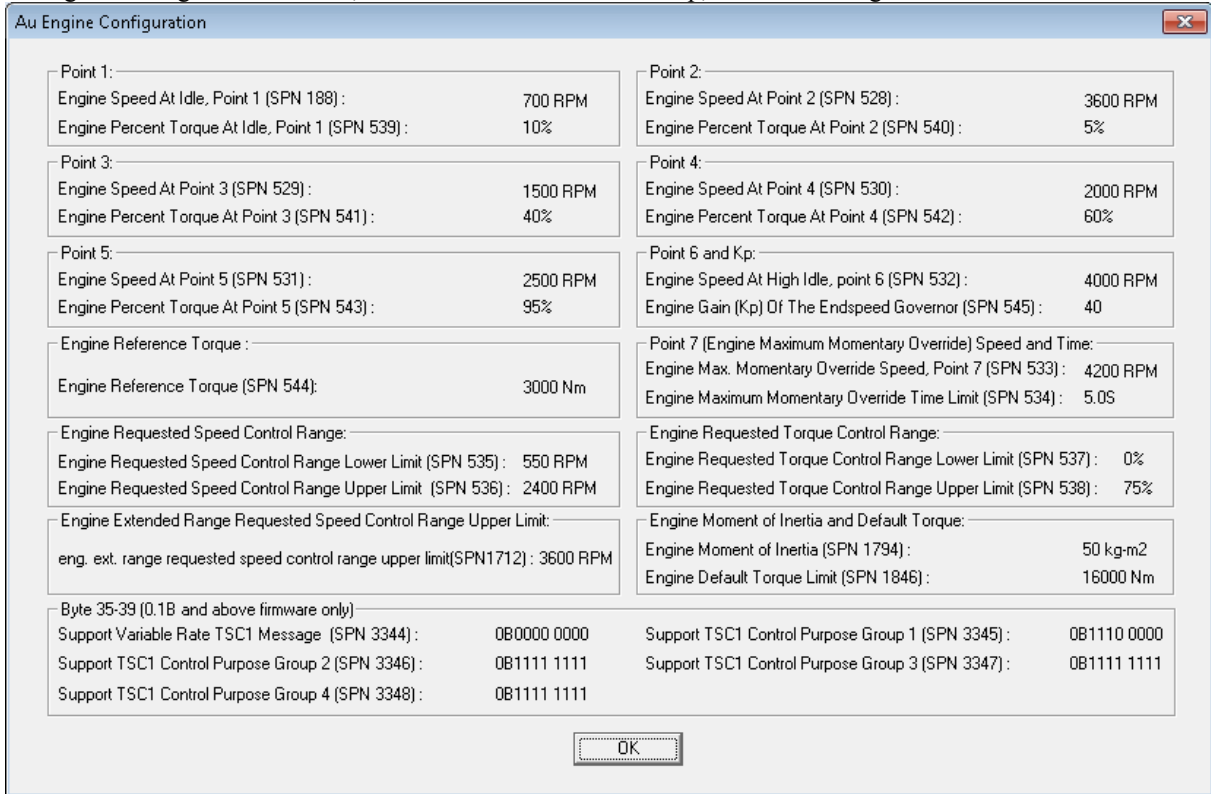 Au Engine Configuration
Point 1:
Engine Speed At Idle, Point 1 (SPN 188) : 700 RPM
Engine Percent Torque At Idle, Point 1 (SPN 539) : 10%
Point 2:
Engine Speed At Point 2 (SPN 528) : 3600 RPM
Engine Percent Torque At Point 2 (SPN 540) : 5%
Point 3:
Engine Speed At Point 3 (SPN 529) : 1500 RPM
Engine Percent Torque At Point 3 (SPN 541) : 40%
Point 4:
Engine Speed At Point 4 (SPN 530) : 2000 RPM
Engine Percent Torque At Point 4 (SPN 542) : 60%
Point 5:
Engine Speed At Point 5 (SPN 531) : 2500 RPM
Engine Percent Torque At Point 5 (SPN 543) : 95%
Point 6 and Kp:
Engine Speed At High Idle, point 6 (SPN 532) : 4000 RPM
Engine Gain (Kp) Of The Endspeed Governor (SPN 545) : 40
Engine Reference Torque :
Engine Reference Torque (SPN 544): 3000 Nm
Point 7 (Engine Maximum Momentary Override) Speed and Time:
Engine Max. Momentary Override Speed, Point 7 (SPN 533) : 4200 RPM
Engine Maximum Momentary Override Time Limit (SPN 534) : 5.0S
Engine Requested Speed Control Range:
Engine Requested Speed Control Range Lower Limit (SPN 535) : 550 RPM
Engine Requested Speed Control Range Upper Limit (SPN 536) : 2400 RPM
Engine Requested Torque Control Range:
Engine Requested Torque Control Range Lower Limit (SPN 537) : 0%
Engine Requested Torque Control Range Upper Limit (SPN 538) : 75%
Engine Extended Range Requested Speed Control Range Upper Limit:
eng. ext. range requested speed control range upper limit(SPN1712) : 3600 RPM
Engine Moment of Inertia and Default Torque:
Engine Moment of Inertia (SPN 1794) : 50 kg-m2
Engine Default Torque Limit (SPN 1846) : 16000 Nm
Byte 35-39 (0.1B and above firmware only)
Support Variable Rate TSC1 Message (SPN 3344) : 0B0000 0000
Support TSC1 Control Purpose Group 1 (SPN 3345) : 0B1110 0000
Support TSC1 Control Purpose Group 2 (SPN 3346) : 0B1111 1111
Support TSC1 Control Purpose Group 3 (SPN 3347) : 0B1111 1111
Support TSC1 Control Purpose Group 4 (SPN 3348) : 0B1111 1111
OK